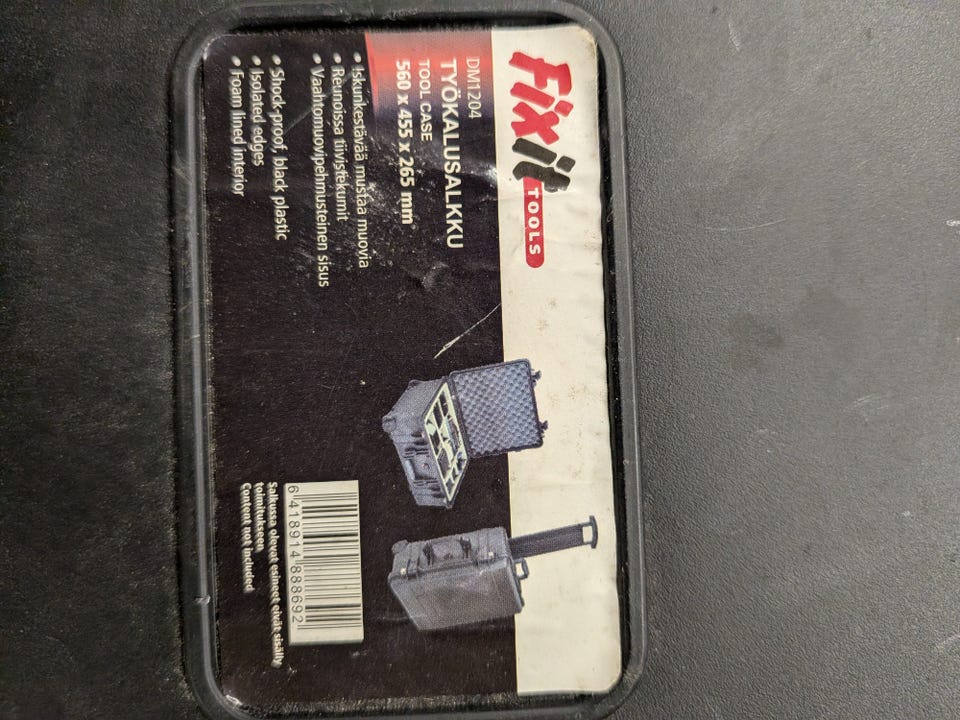 Fixit
TOOLS
DM1204
TYÖKALUSALKKU
TOOL CASE
560 x 455 x 265 mm
• Iskunkestävää mustaa muovia
• Reunoissa tiivistekumit
• Vaahtomuovipehmusteinen sisus
• Shock-proof, black plastic
• Isolated edges
• Foam lined interior
6 418914 888692
Salkussa olevat esineet eivät sisälly
toimitukseen
Content not included